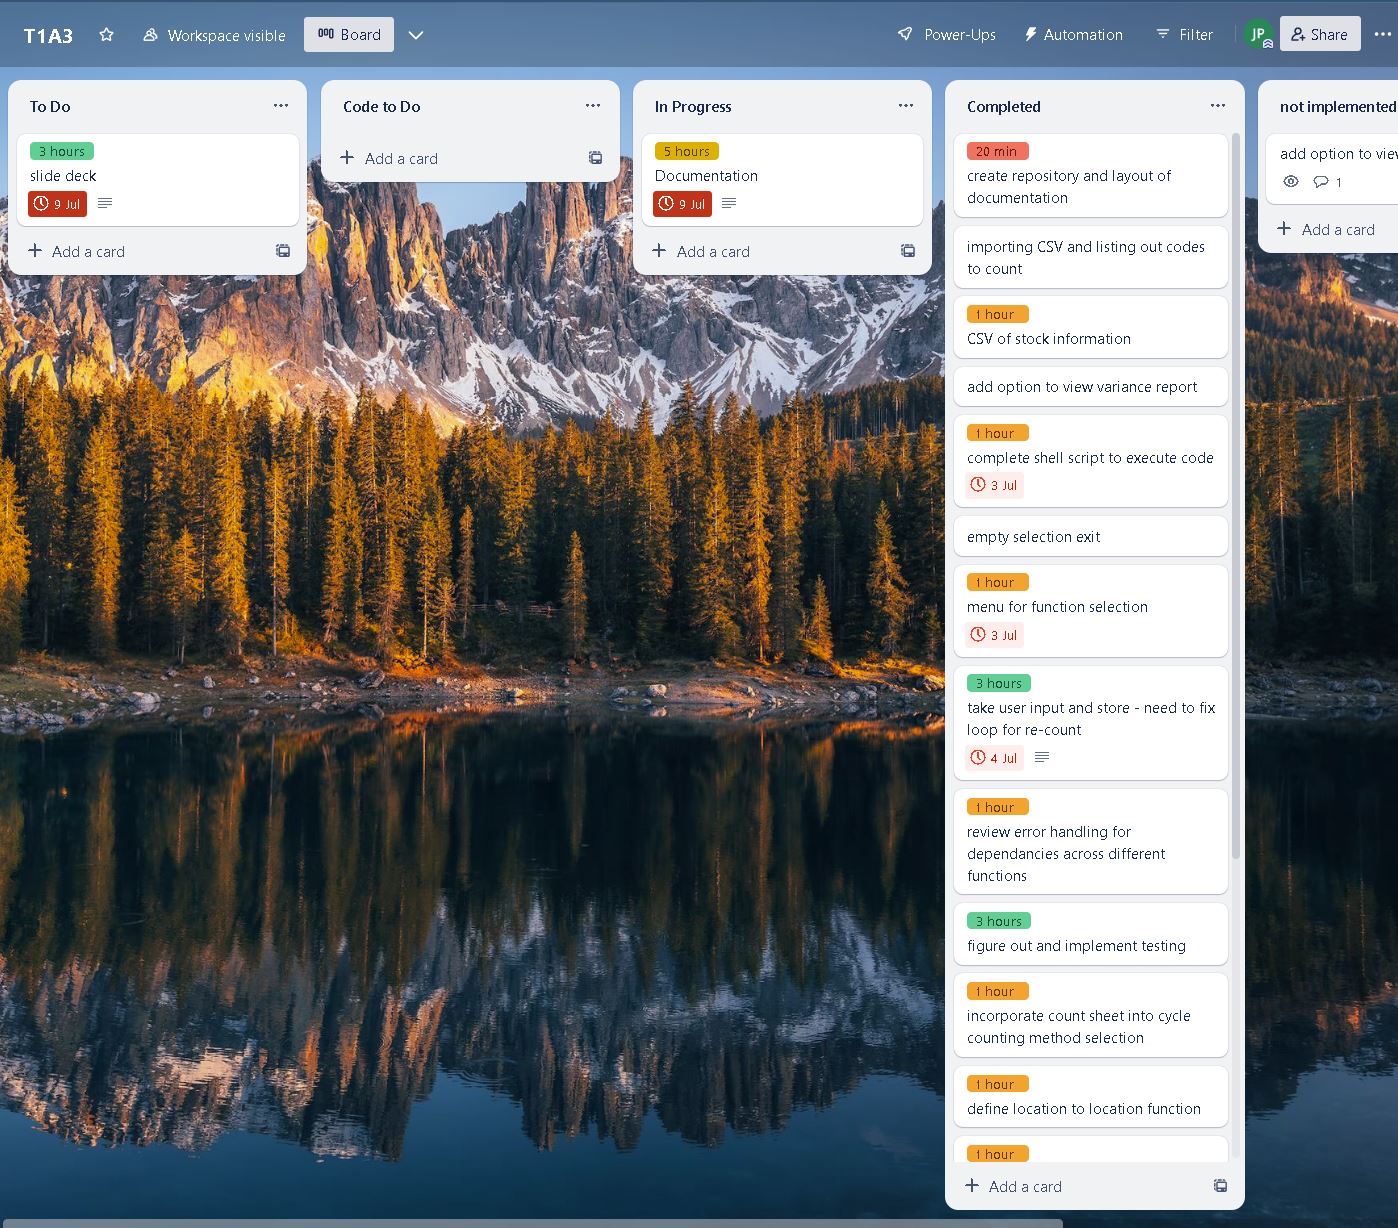 T1A3
Workspace visible
Board
Power-Ups
Automation
Filter
JP
Share
To Do
3 hours
slide deck
9 Jul
Add a card
Code to Do
Add a card
In Progress
5 hours
Documentation
9 Jul
Add a card
Completed
20 min
create repository and layout of
documentation
importing CSV and listing out codes
to count
1 hour
CSV of stock information
add option to view variance report
1 hour
complete shell script to execute code
3 Jul
empty selection exit
1 hour
menu for function selection
3 Jul
3 hours
take user input and store - need to fix
loop for re-count
4 Jul
1 hour
review error handling for
dependancies across different
functions
3 hours
figure out and implement testing
1 hour
incorporate count sheet into cycle
counting method selection
1 hour
define location to location function
1 hour
Add a card
not implemented
add option to view
1
Add a card